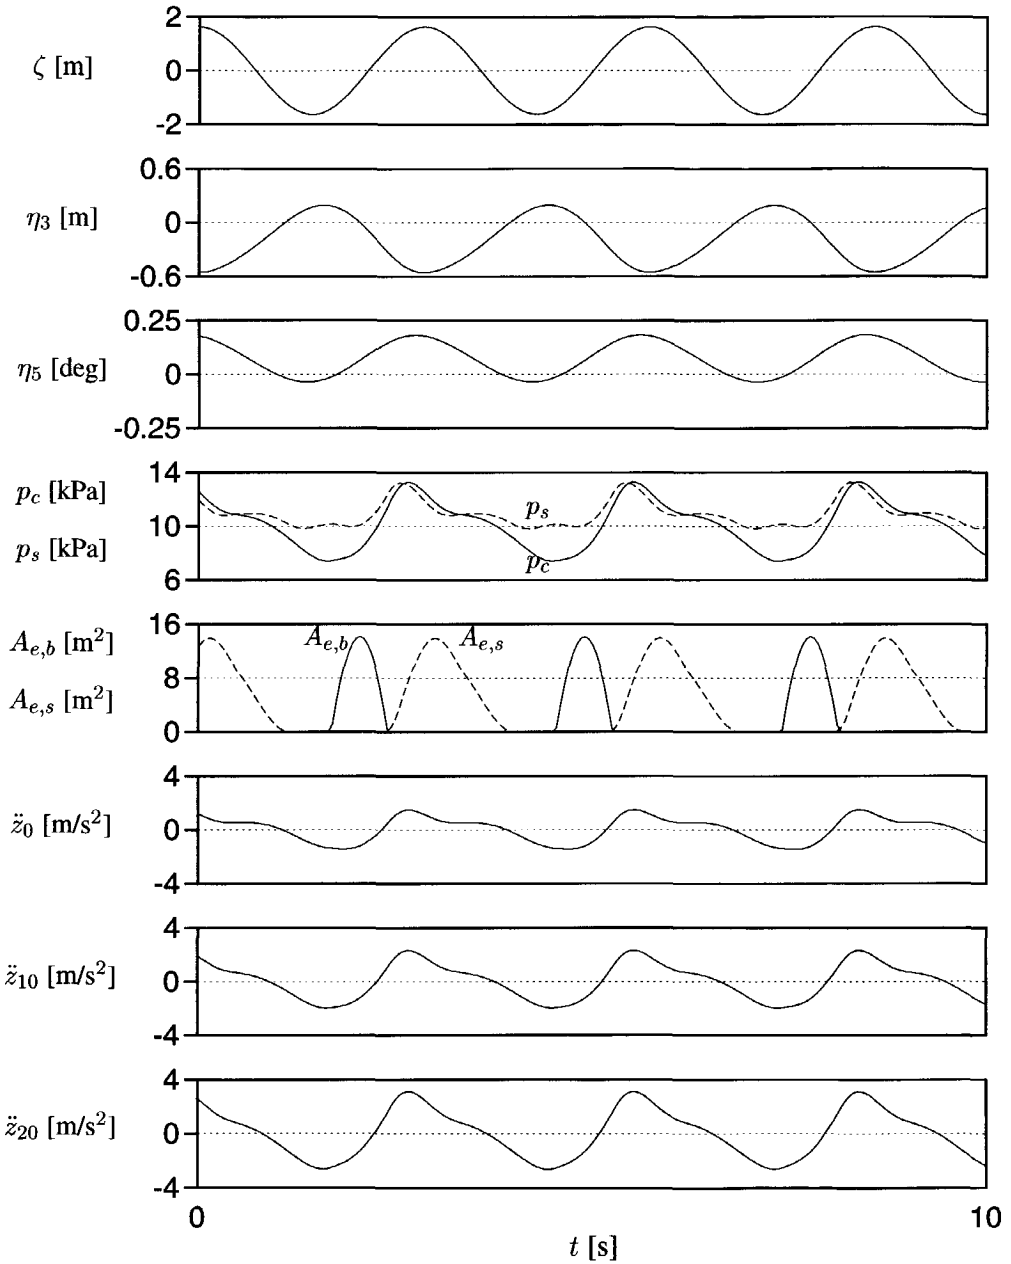 2
ζ [m]
0
-2
0.6
η3 [m]
0
-0.6
0.25
η5 [deg]
0
-0.25
14
pc [kPa]
ps
10
ps [kPa]
pc
6
16
Ae,b [m²]
Ae,b
Ae,s
8
Ae,s [m²]
0
4
z̈0 [m/s²]
0
-4
4
z̈10 [m/s²]
0
-4
4
z̈20 [m/s²]
0
-4
0
10
t [s]